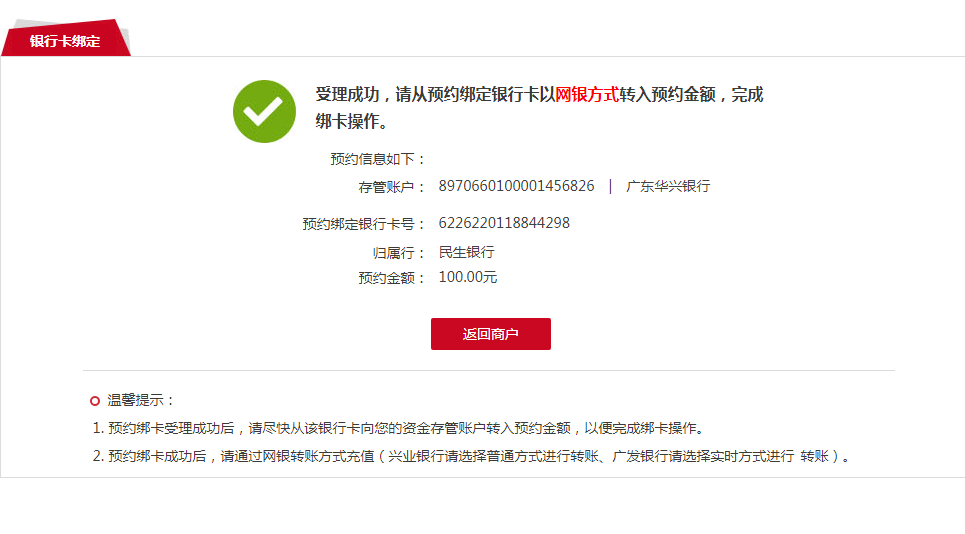 银行卡绑定
受理成功，请从预约绑定银行卡以网银方式转入预约金额，完成
绑卡操作。
预约信息如下：
存管账户： 8970660100001456826 | 广东华兴银行
预约绑定银行卡号： 6226220118844298
归属行： 民生银行
预约金额： 100.00元
返回商户
温馨提示：
1. 预约绑卡受理成功后，请尽快从该银行卡向您的资金存管账户转入预约金额，以便完成绑卡操作。
2. 预约绑卡成功后，请通过网银转账方式充值（兴业银行请选择普通方式进行转账、广发银行请选择实时方式进行 转账）。